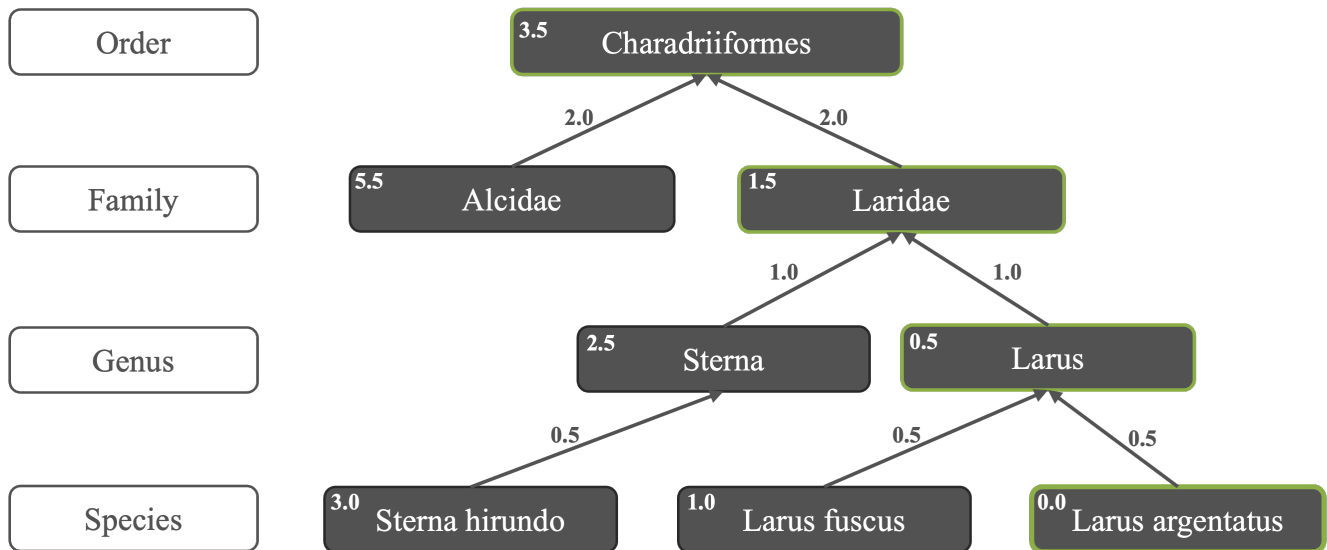 Order
3.5
Charadriiformes
2.0
2.0
Family
5.5
Alcidae
1.5
Laridae
1.0
1.0
Genus
2.5
Sterna
0.5
Larus
0.5
0.5
0.5
Species
3.0
Sterna hirundo
1.0
Larus fuscus
0.0
Larus argentatus